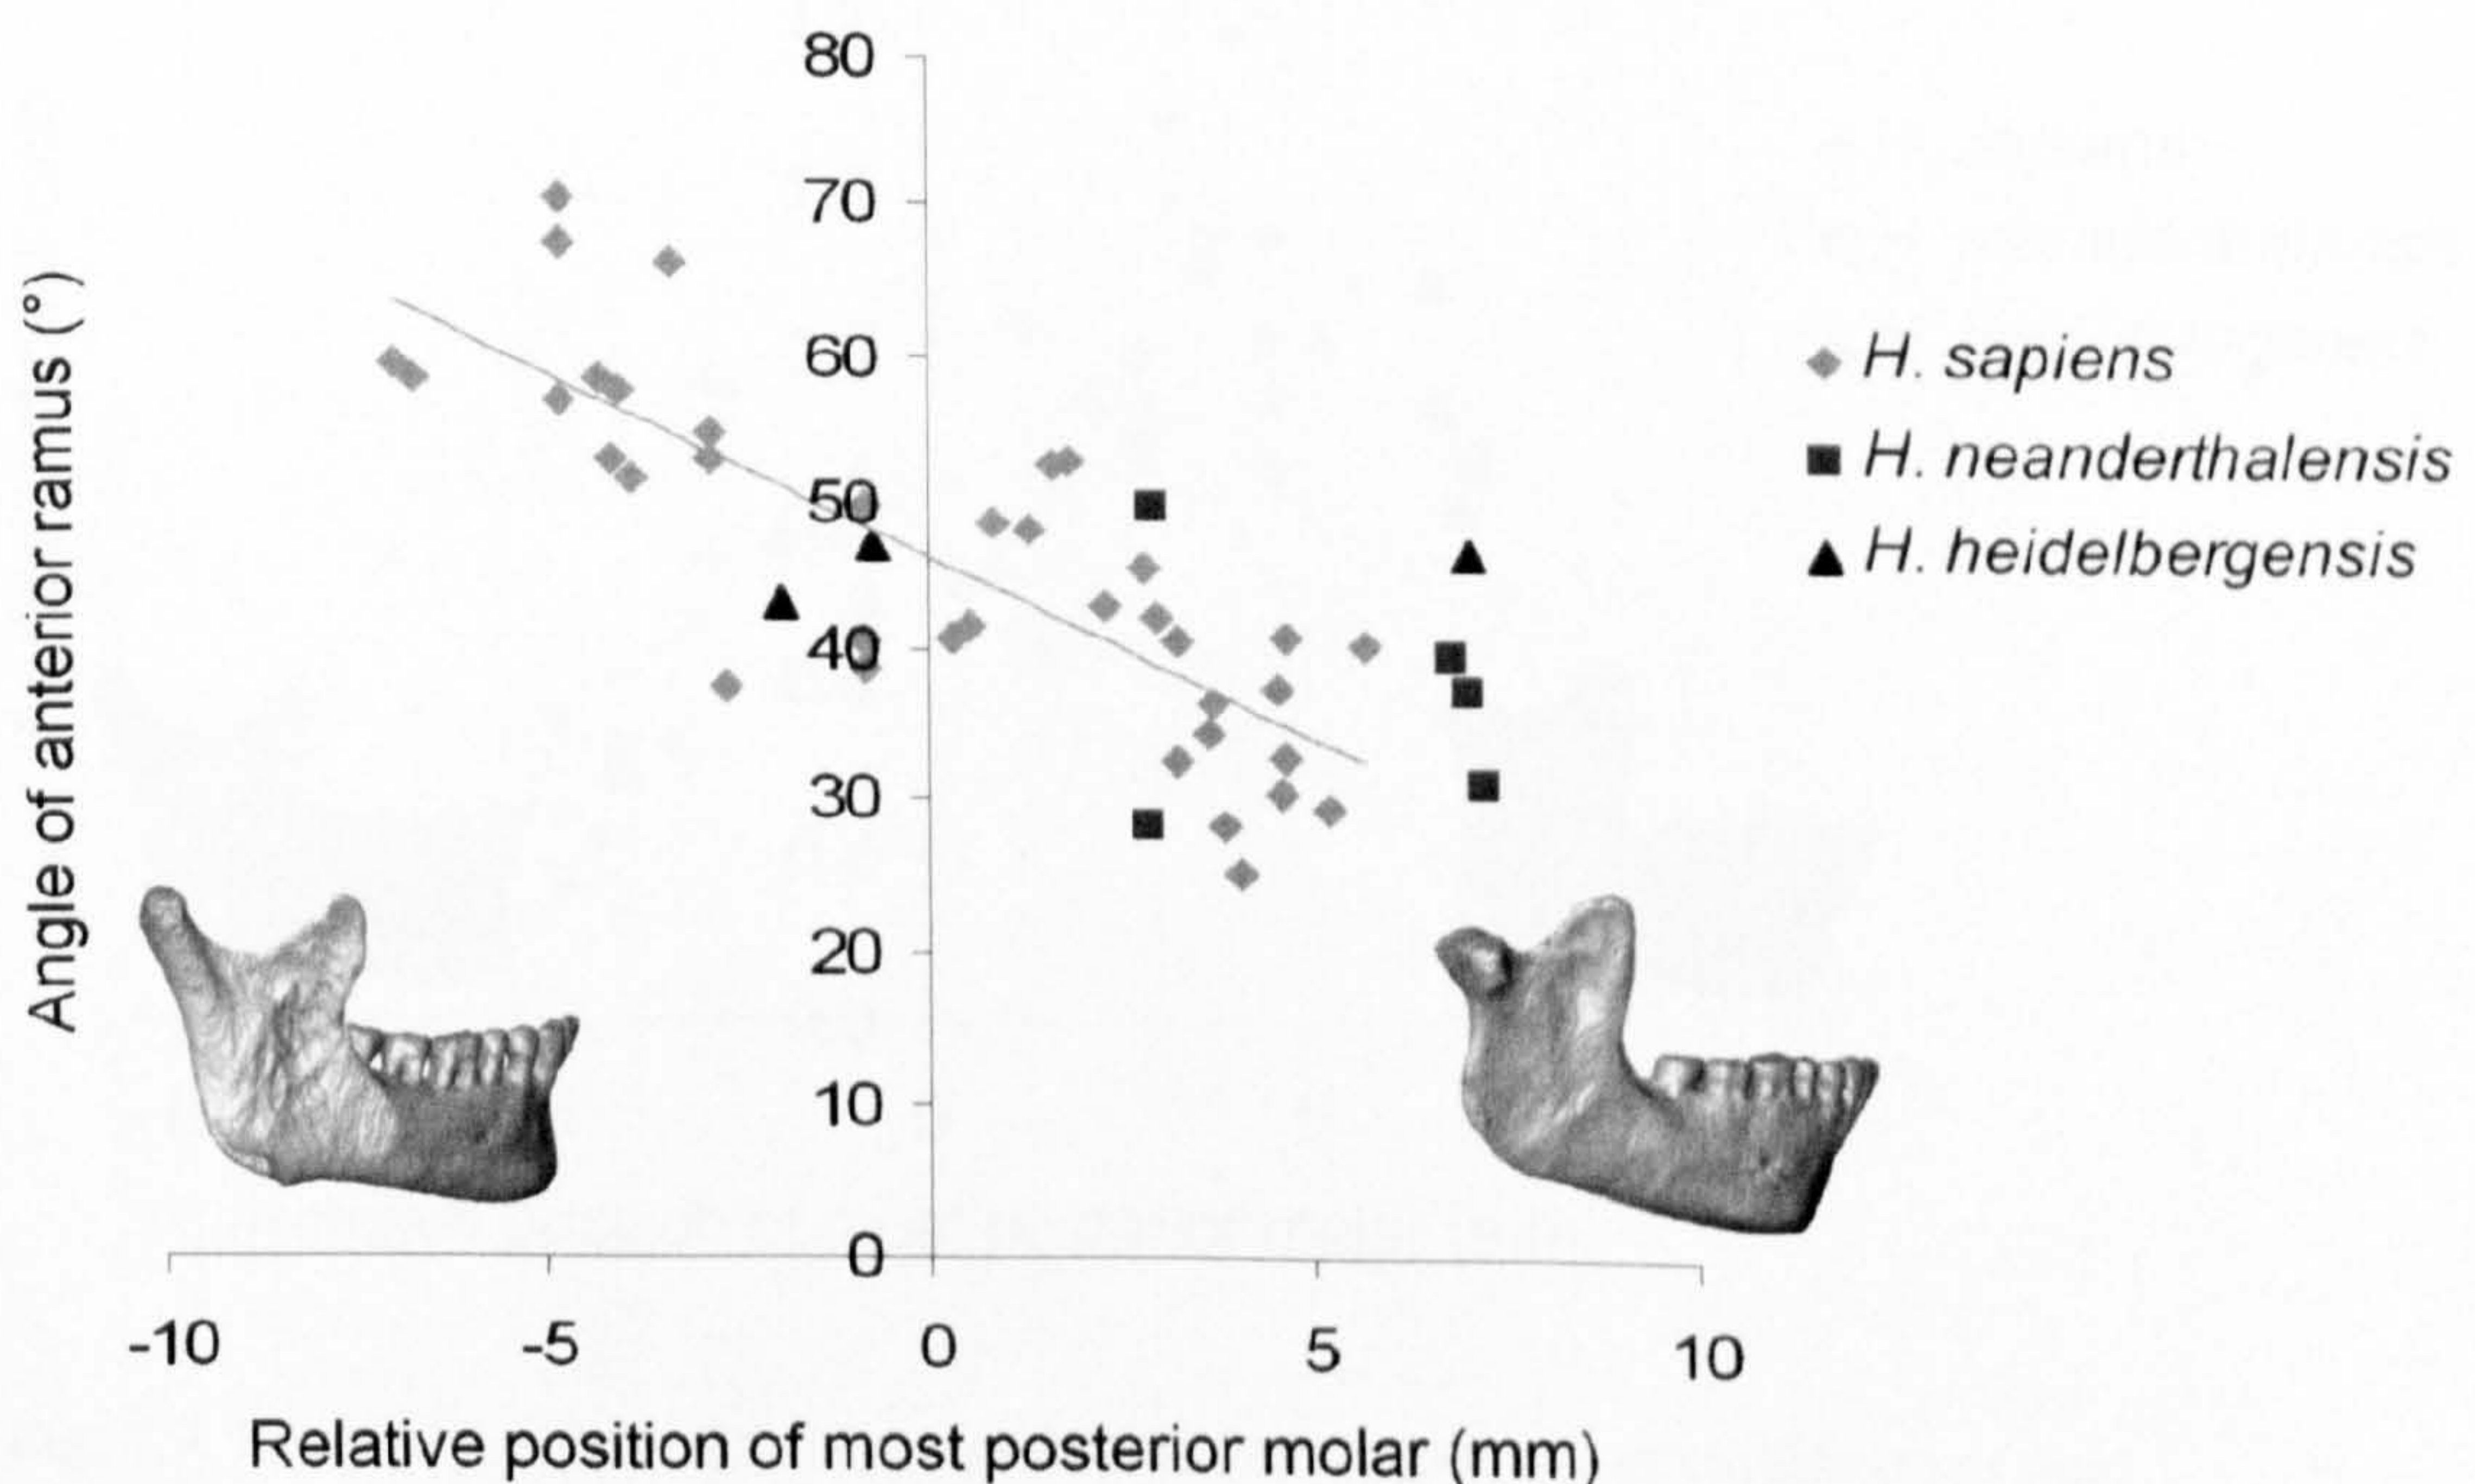 Angle of anterior ramus (°)
80
70
60
50
40
30
20
10
0
-10
-5
0
5
10
Relative position of most posterior molar (mm)
H. sapiens
H. neanderthalensis
H. heidelbergensis